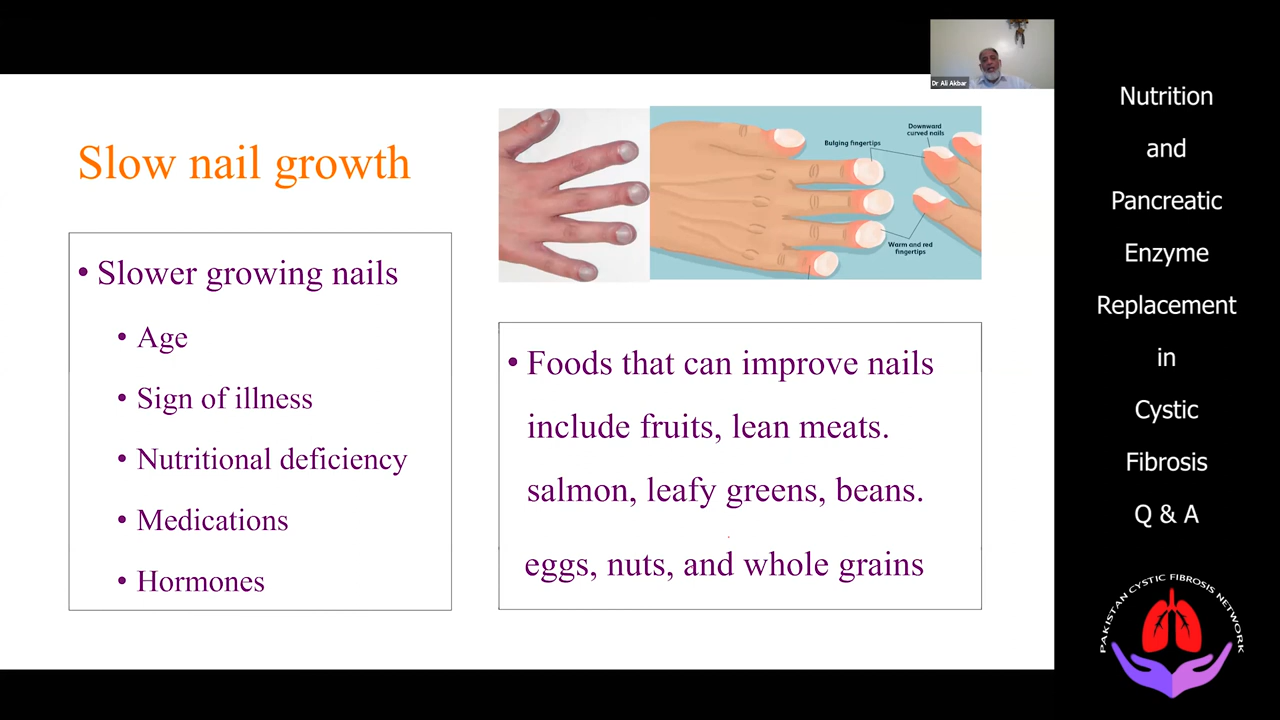 Dr Ali Akbar
Slow nail growth
Bulging fingertips
Downward
curved nails
Warm and red
fingertips
• Slower growing nails
• Age
• Sign of illness
• Nutritional deficiency
• Medications
• Hormones
• Foods that can improve nails
include fruits, lean meats.
salmon, leafy greens, beans.
eggs, nuts, and whole grains
Nutrition
and
Pancreatic
Enzyme
Replacement
in
Cystic
Fibrosis
Q & A
PAKISTAN CYSTIC FIBROSIS NETWORK